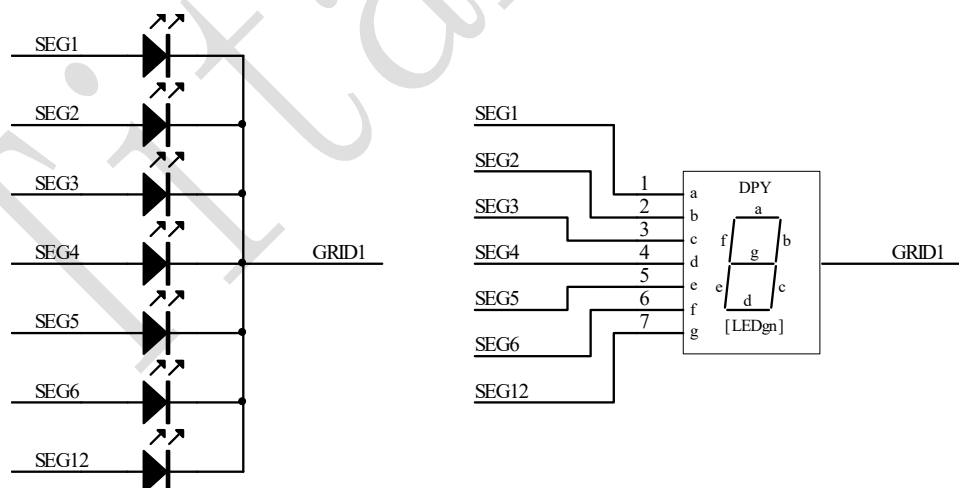 SEG1
SEG2
SEG3
SEG4
GRID1
SEG5
SEG6
SEG12
SEG1
SEG2
SEG3
SEG4
SEG5
SEG6
SEG12
1
2
3
4
5
6
7
a
b
c
d
e
f
g
DPY
a
f
b
g
e
c
d
[LEDgn]
GRID1